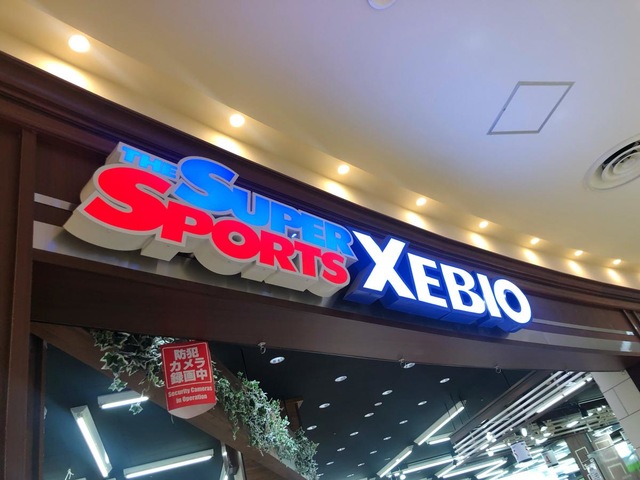 THE SUPER
SPORTS
XEBIO
防犯
カメラ
録画中
Security Cameras
in Operation